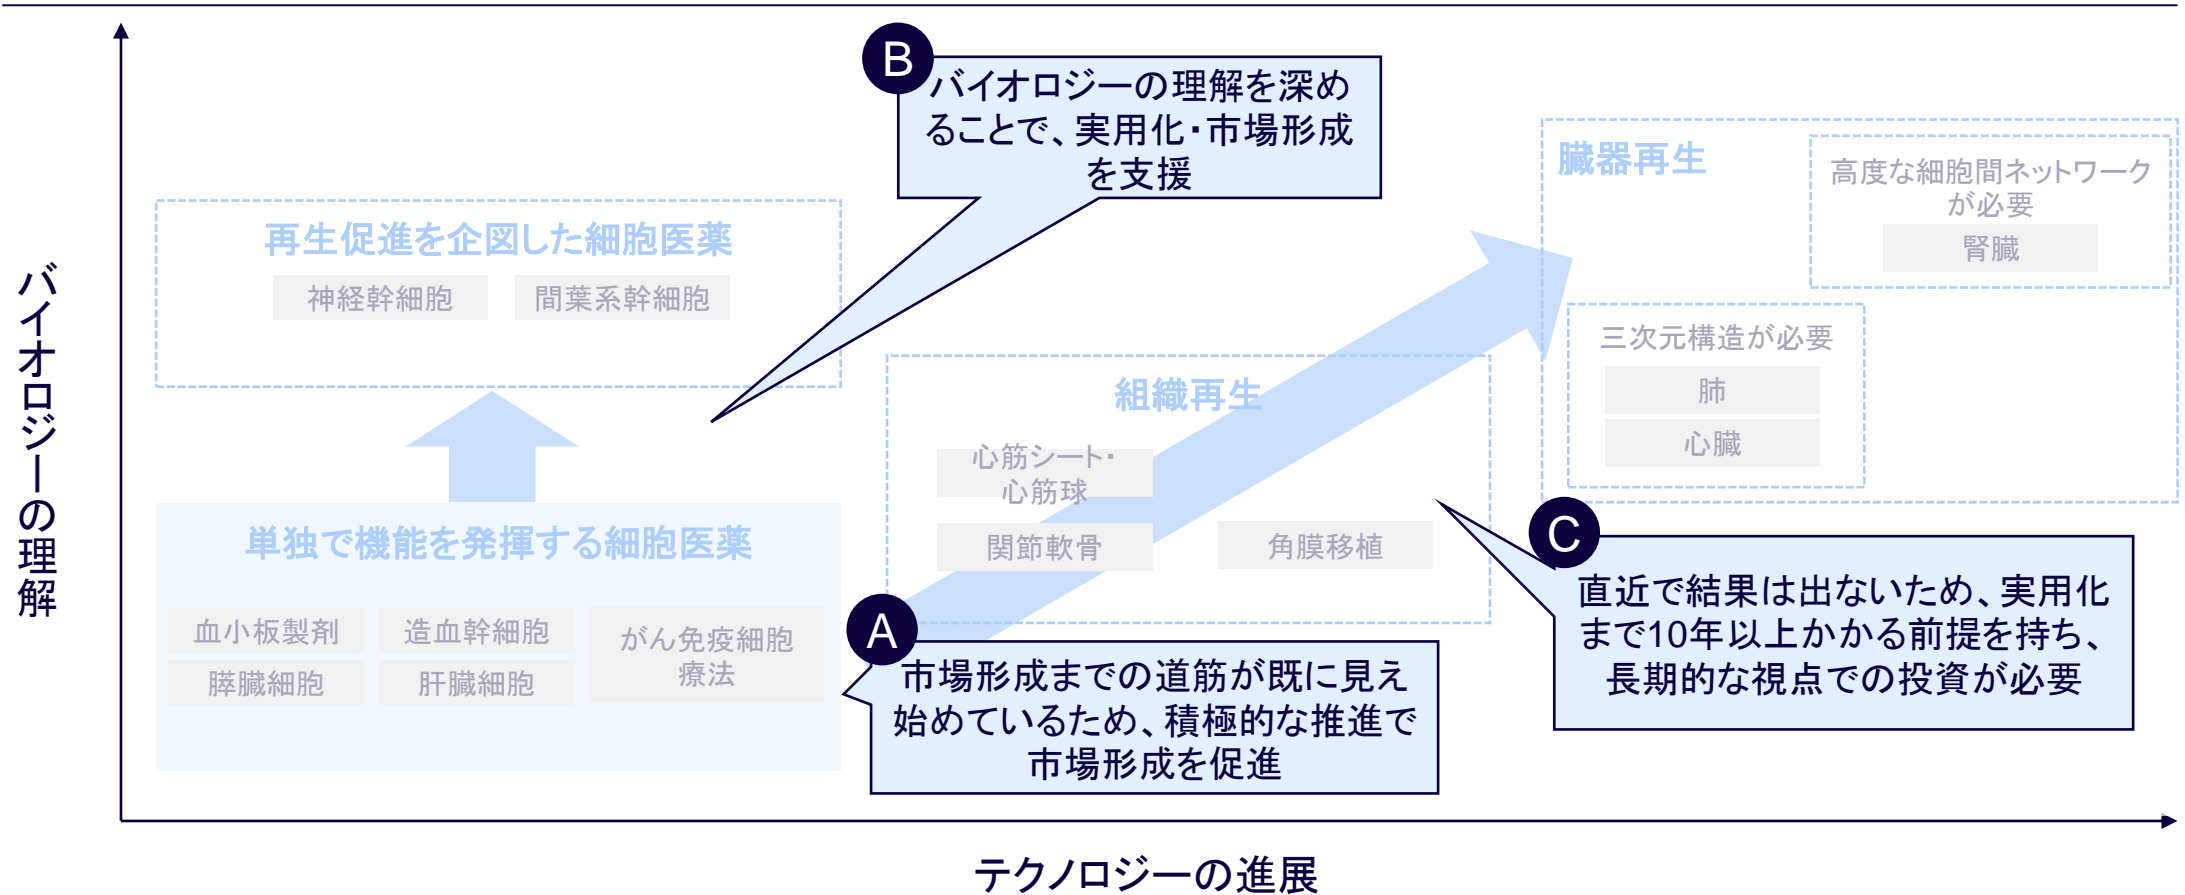 B
バイオロジーの理解を深め
ることで、実用化・市場形成
を支援
再生促進を企図した細胞医薬
神経幹細胞
間葉系幹細胞
臓器再生
高度な細胞間ネットワーク
が必要
腎臓
三次元構造が必要
肺
心臓
組織再生
心筋シート・
心筋球
関節軟骨
角膜移植
単独で機能を発揮する細胞医薬
血小板製剤
造血幹細胞
がん免疫細胞
療法
膵臓細胞
肝臓細胞
A
市場形成までの道筋が既に見え
始めているため、積極的な推進で
市場形成を促進
C
直近で結果は出ないため、実用化
まで10年以上かかる前提を持ち、
長期的な視点での投資が必要
バイオロジーの理解
テクノロジーの進展